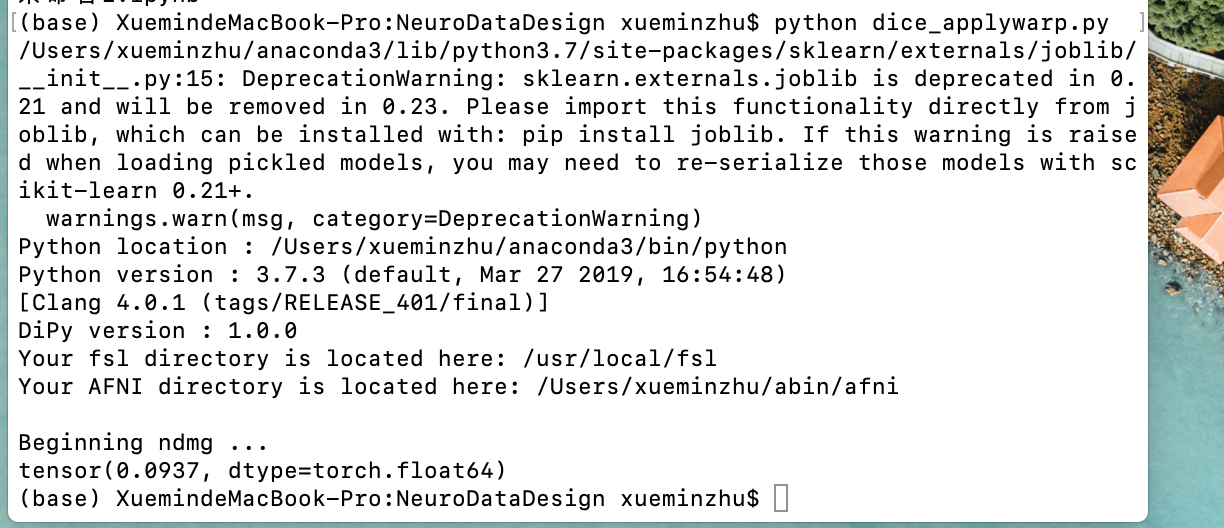 [(base) XuemindeMacBook-Pro:NeuroDataDesign xueminzhu$ python dice_applywarp.py ]
/Users/xueminzhu/anaconda3/lib/python3.7/site-packages/sklearn/externals/joblib/
__init__.py:15: DeprecationWarning: sklearn.externals.joblib is deprecated in 0.
21 and will be removed in 0.23. Please import this functionality directly from j
oblib, which can be installed with: pip install joblib. If this warning is raise
d when loading pickled models, you may need to re-serialize those models with sc
ikit-learn 0.21+.
  warnings.warn(msg, category=DeprecationWarning)
Python location : /Users/xueminzhu/anaconda3/bin/python
Python version : 3.7.3 (default, Mar 27 2019, 16:54:48)
[Clang 4.0.1 (tags/RELEASE_401/final)]
DiPy version : 1.0.0
Your fsl directory is located here: /usr/local/fsl
Your AFNI directory is located here: /Users/xueminzhu/abin/afni
Beginning ndmg ...
tensor(0.0937, dtype=torch.float64)
(base) XuemindeMacBook-Pro:NeuroDataDesign xueminzhu$